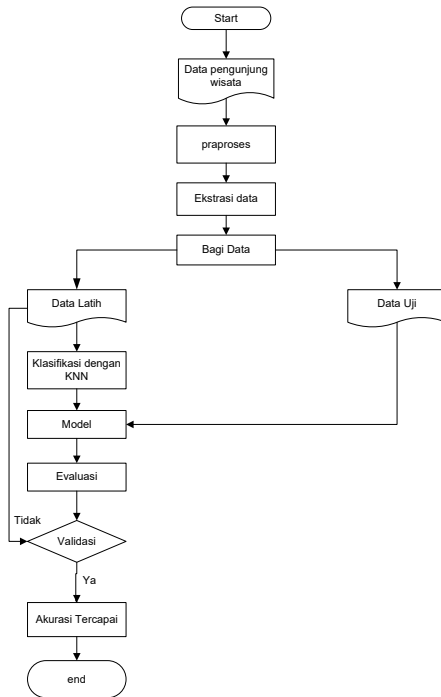 Start
Data pengunjung
wisata
praproses
Ekstrasi data
Bagi Data
Data Latih
Data Uji
Klasifikasi dengan
KNN
Model
Evaluasi
Tidak
Validasi
Ya
Akurasi Tercapai
end